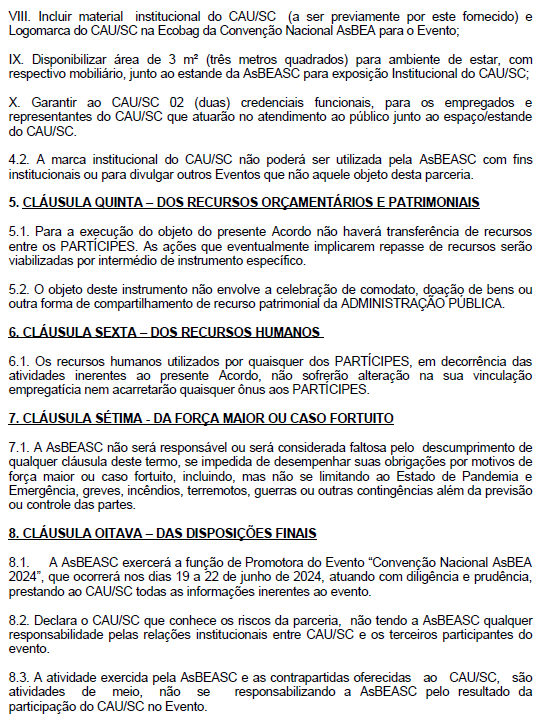 VIII. Incluir material institucional do CAU/SC (a ser previamente por este fornecido) e
Logomarca do CAU/SC na Ecobag da Convenção Nacional AsBEA para o Evento;
IX. Disponibilizar área de 3 m² (três metros quadrados) para ambiente de estar, com
respectivo mobiliário, junto ao estande da AsBEASC para exposição Institucional do CAU/SC;
X. Garantir ao CAU/SC 02 (duas) credenciais funcionais, para os empregados e
representantes do CAU/SC que atuarão no atendimento ao público junto ao espaço/estande
do CAU/SC.
4.2. A marca institucional do CAU/SC não poderá ser utilizada pela AsBEASC com fins
institucionais ou para divulgar outros Eventos que não aquele objeto desta parceria.
5. CLÁUSULA QUINTA – DOS RECURSOS ORÇAMENTÁRIOS E PATRIMONIAIS
5.1. Para a execução do objeto do presente Acordo não haverá transferência de recursos
entre os PARTÍCIPES. As ações que eventualmente implicarem repasse de recursos serão
viabilizadas por intermédio de instrumento específico.
5.2. O objeto deste instrumento não envolve a celebração de comodato, doação de bens ou
outra forma de compartilhamento de recurso patrimonial da ADMINISTRAÇÃO PÚBLICA.
6. CLÁUSULA SEXTA – DOS RECURSOS HUMANOS
6.1. Os recursos humanos utilizados por quaisquer dos PARTÍCIPES, em decorrência das
atividades inerentes ao presente Acordo, não sofrerão alteração na sua vinculação
empregatícia nem acarretarão quaisquer ônus aos PARTÍCIPES.
7. CLÁUSULA SÉTIMA - DA FORÇA MAIOR OU CASO FORTUITO
7.1. A AsBEASC não será responsável ou será considerada faltosa pelo descumprimento de
qualquer cláusula deste termo, se impedida de desempenhar suas obrigações por motivos de
força maior ou caso fortuito, incluindo, mas não se limitando ao Estado de Pandemia e
Emergência, greves, incêndios, terremotos, guerras ou outras contingências além da previsão
ou controle das partes.
8. CLÁUSULA OITAVA – DAS DISPOSIÇÕES FINAIS
8.1. A AsBEASC exercerá a função de Promotora do Evento “Convenção Nacional AsBEA
2024”, que ocorrerá nos dias 19 a 22 de junho de 2024, atuando com diligência e prudência,
prestando ao CAU/SC todas as informações inerentes ao evento.
8.2. Declara o CAU/SC que conhece os riscos da parceria, não tendo a AsBEASC qualquer
responsabilidade pelas relações institucionais entre CAU/SC e os terceiros participantes do
evento.
8.3. A atividade exercida pela AsBEASC e as contrapartidas oferecidas ao CAU/SC, são
atividades de meio, não se responsabilizando a AsBEASC pelo resultado da
participação do CAU/SC no Evento.